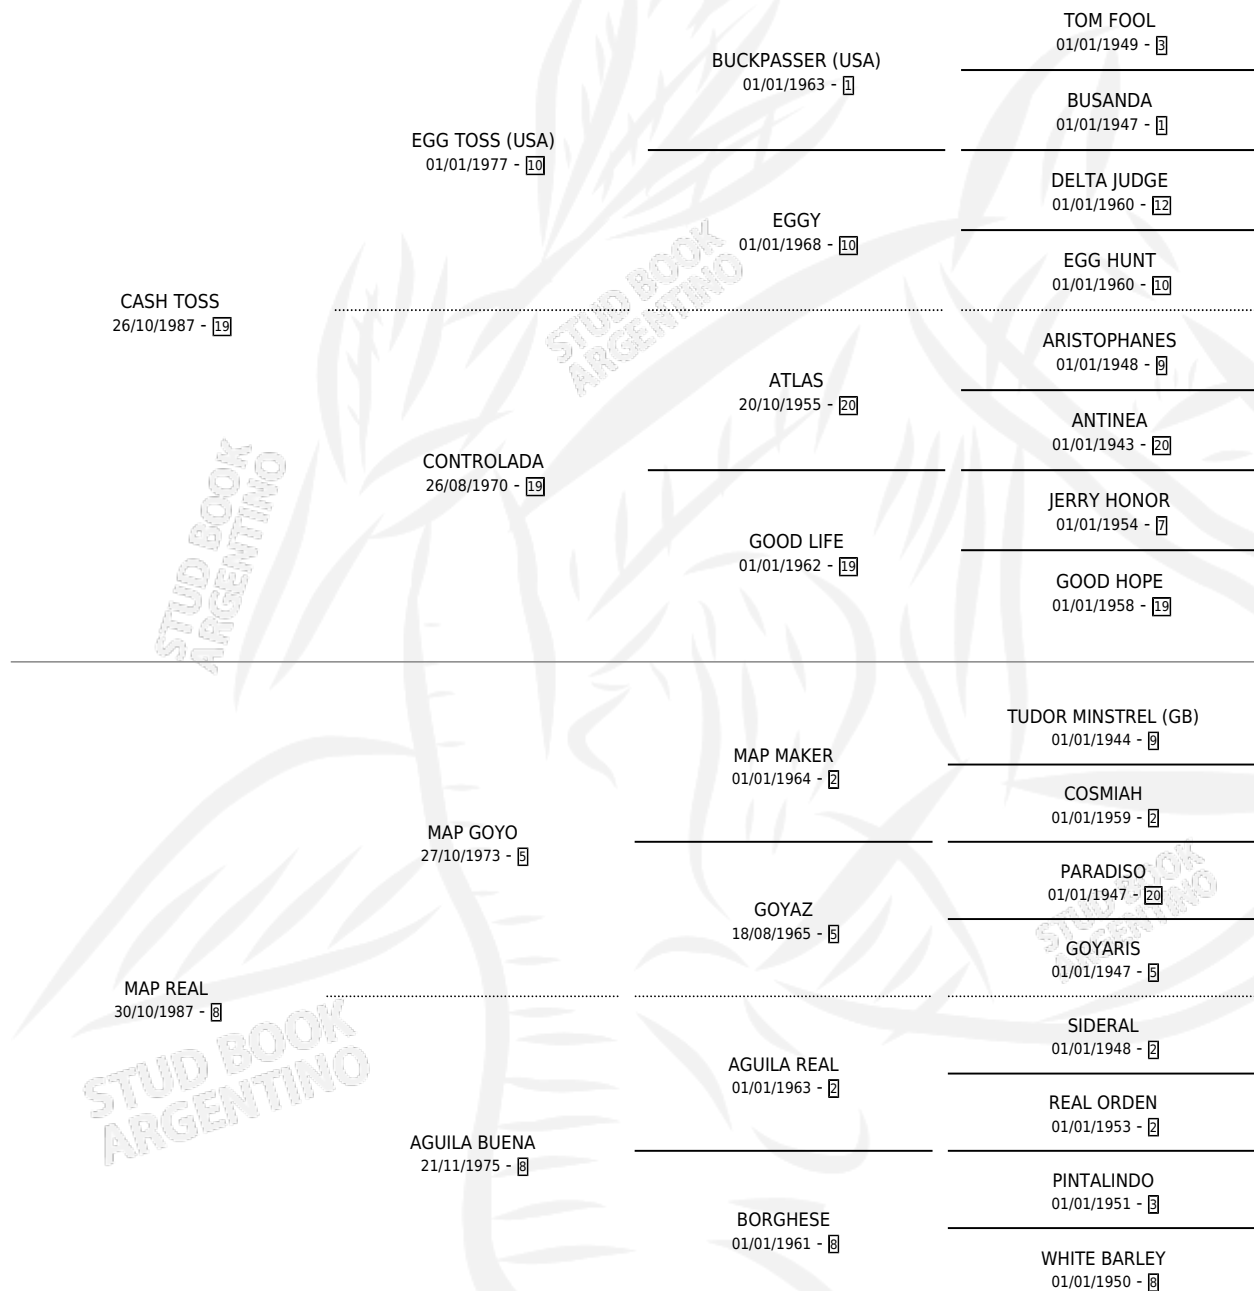 TOM FOOL
01/01/1949 - 3
BUCKPASSER (USA)
01/01/1963 - 1
BUSANDA
01/01/1947 - 1
EGG TOSS (USA)
01/01/1977 - 10
DELTA JUDGE
01/01/1960 - 12
EGGY
01/01/1968 - 10
EGG HUNT
01/01/1960 - 10
CASH TOSS
26/10/1987 - 19
STUD BOOK
ARGENTINO
ARISTOPHANES
01/01/1948 - 9
ATLAS
20/10/1955 - 20
ANTINEA
01/01/1943 - 20
CONTROLADA
26/08/1970 - 19
JERRY HONOR
01/01/1954 - 7
GOOD LIFE
01/01/1962 - 19
GOOD HOPE
01/01/1958 - 19
STUD BOOK
ARGENTINO
TUDOR MINSTREL (GB)
01/01/1944 - 9
MAP MAKER
01/01/1964 - 2
COSMIAH
01/01/1959 - 2
MAP GOYO
27/10/1973 - 5
PARADISO
01/01/1947 - 20
GOYAZ
18/08/1965 - 5
STUD BOOK
ARGENTINO
GOYARIS
01/01/1947 - 5
MAP REAL
30/10/1987 - 8
STUD BOOK
ARGENTINO
SIDERAL
01/01/1948 - 2
AGUILA REAL
01/01/1963 - 2
REAL ORDEN
01/01/1953 - 2
AGUILA BUENA
21/11/1975 - 8
PINTALINDO
01/01/1951 - 3
BORGHESE
01/01/1961 - 8
WHITE BARLEY
01/01/1950 - 8